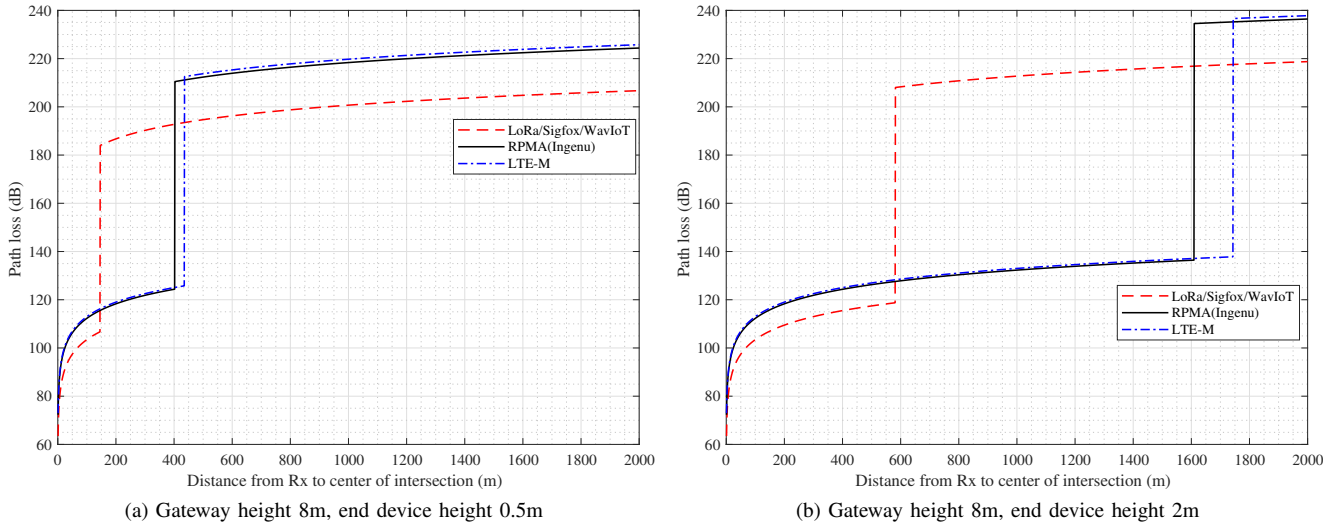 240
220
200
180
160
140
120
100
80
60
Path loss (dB)
LoRa/Sigfox/WavIoT
RPMA(Ingenu)
LTE-M
0 200 400 600 800 1000 1200 1400 1600 1800 2000
Distance from Rx to center of intersection (m)
(a) Gateway height 8m, end device height 0.5m
240
220
200
180
160
140
120
100
80
60
Path loss (dB)
LoRa/Sigfox/WavIoT
RPMA(Ingenu)
LTE-M
0 200 400 600 800 1000 1200 1400 1600 1800 2000
Distance from Rx to center of intersection (m)
(b) Gateway height 8m, end device height 2m